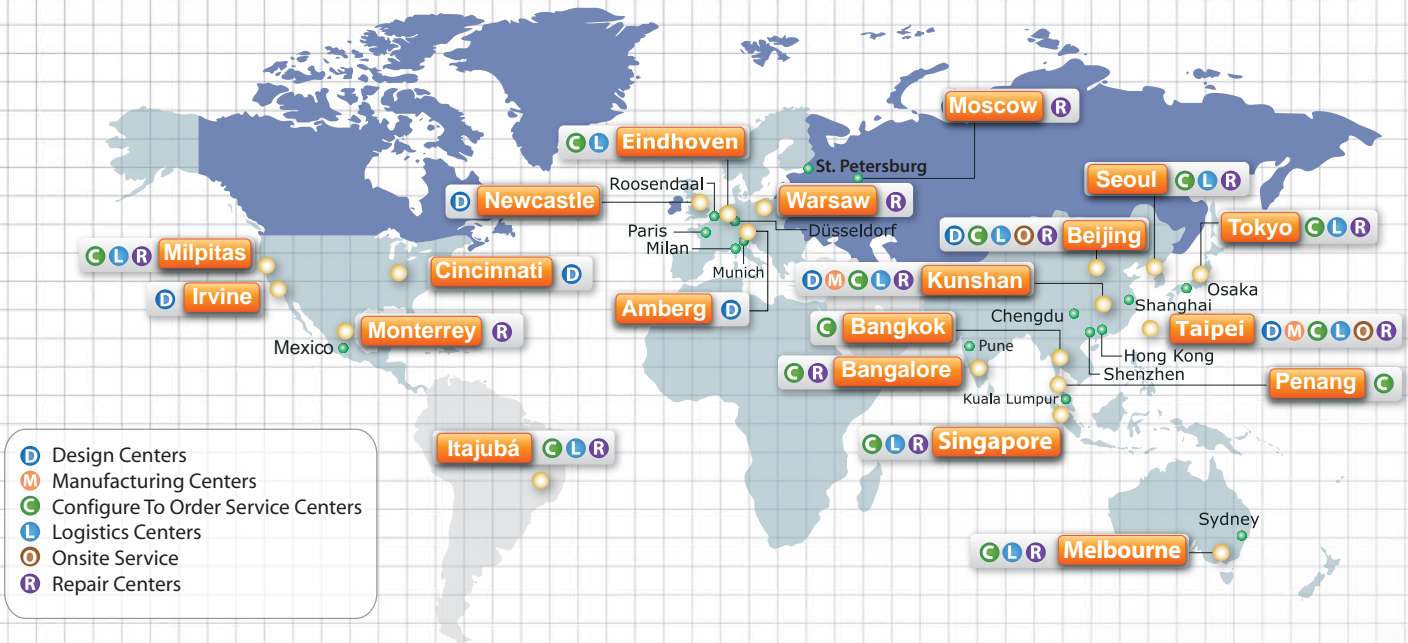 Moscow R
C L Eindhoven
St. Petersburg
Seoul C L R
Roosendaal
D Newcastle
Warsaw R
Paris
Düsseldorf
D C L O R Beijing
Tokyo C L R
Milan
C L R Milpitas
Munich
Cincinnati D
D M C L R Kunshan
D Irvine
Osaka
Amberg D
Shanghai
Chengdu
Monterrey R
C Bangkok
Taipei D M C L O R
Mexico
Pune
Hong Kong
C R Bangalore
Shenzhen
Penang C
Kuala Lumpur
Itajubá C L R
C L R Singapore
D Design Centers
M Manufacturing Centers
C Configure To Order Service Centers
L Logistics Centers
O Onsite Service
R Repair Centers
Sydney
C L R Melbourne